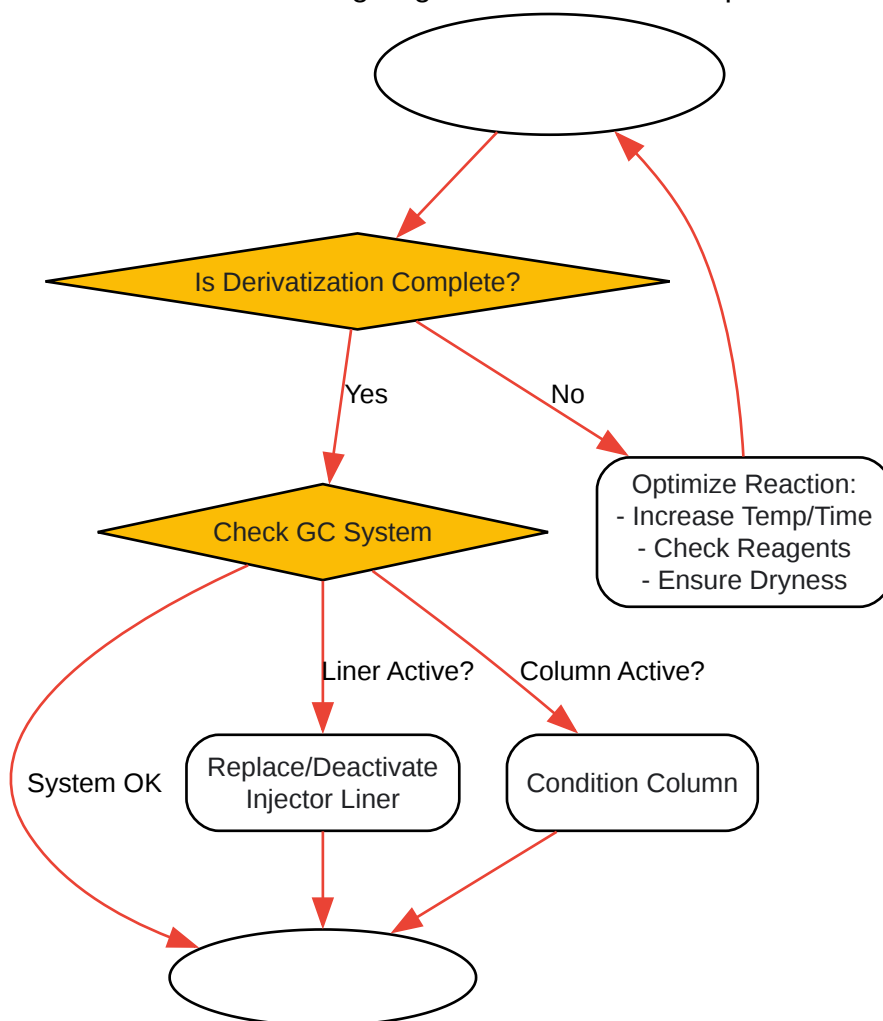 Is Derivatization Complete?
Yes
No
Optimize Reaction:
- Increase Temp/Time
- Check Reagents
- Ensure Dryness
Check GC System
Liner Active?
Column Active?
System OK
Replace/Deactivate
Injector Liner
Condition Column